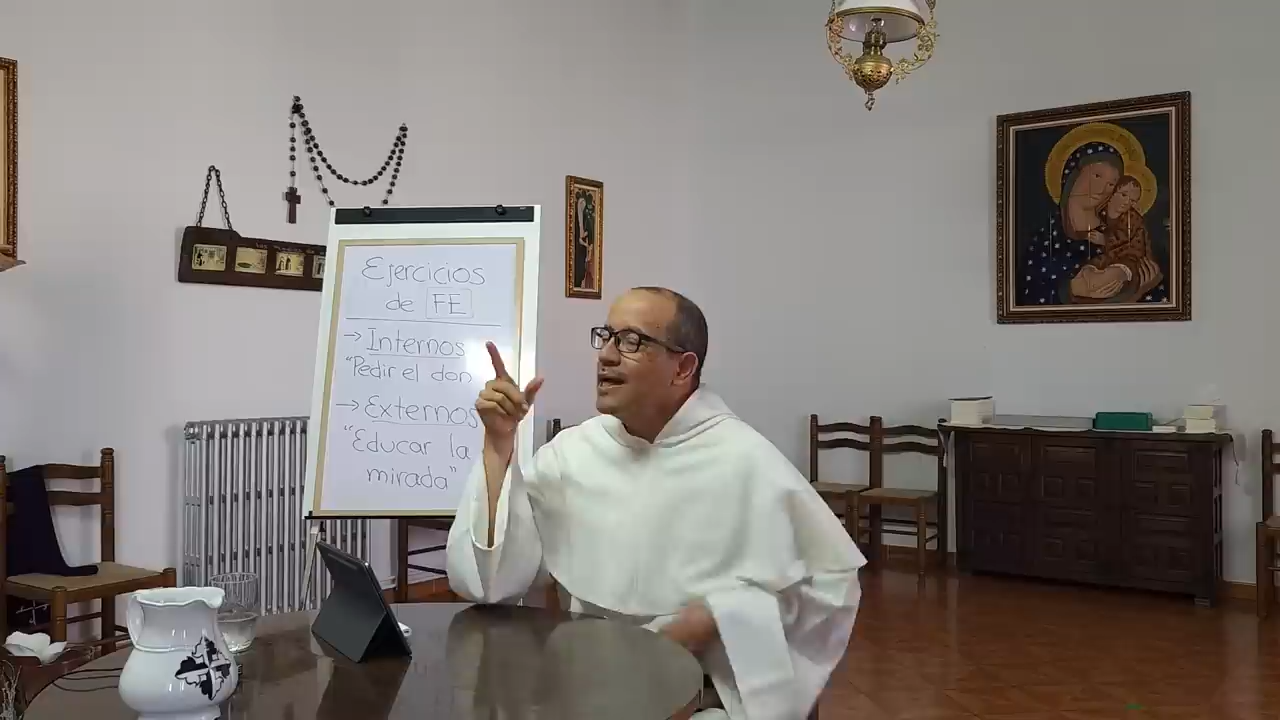 Ejercicios
de FE
→ Internos
"Pedir el don
→ Externos
"Educar la
mirada"